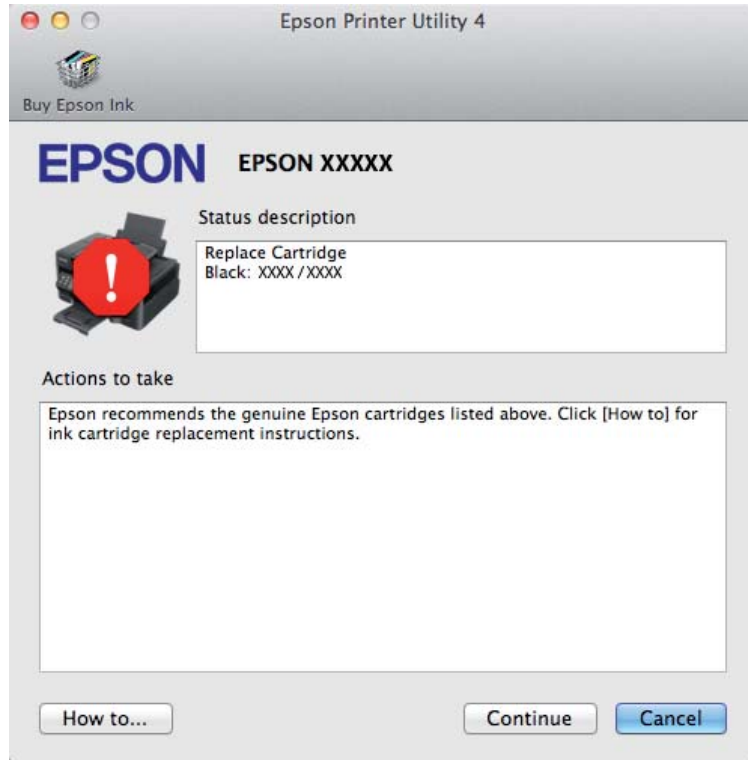 Epson Printer Utility 4
Buy Epson Ink
EPSON EPSON XXXXX
Status description
Replace Cartridge
Black: XXXX/XXXX
Actions to take
Epson recommends the genuine Epson cartridges listed above. Click [How to] for
ink cartridge replacement instructions.
How to... Continue Cancel